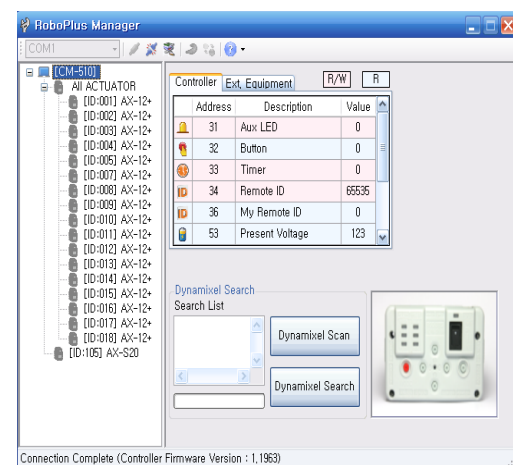 RoboPlus Manager
COM1
[CM-510]
All ACTUATOR
[ID:001] AX-12+
[ID:002] AX-12+
[ID:003] AX-12+
[ID:004] AX-12+
[ID:005] AX-12+
[ID:007] AX-12+
[ID:008] AX-12+
[ID:009] AX-12+
[ID:010] AX-12+
[ID:011] AX-12+
[ID:012] AX-12+
[ID:013] AX-12+
[ID:014] AX-12+
[ID:015] AX-12+
[ID:016] AX-12+
[ID:017] AX-12+
[ID:018] AX-12+
[ID:105] AX-S20
Controller Ext, Equipment R/W R
Address Description Value
31 Aux LED 0
32 Button 0
33 Timer 0
ID 34 Remote ID 65535
ID 36 My Remote ID 0
53 Present Voltage 123
Dynamixel Search
Search List
Dynamixel Scan
Dynamixel Search
Connection Complete (Controller Firmware Version : 1,1963)